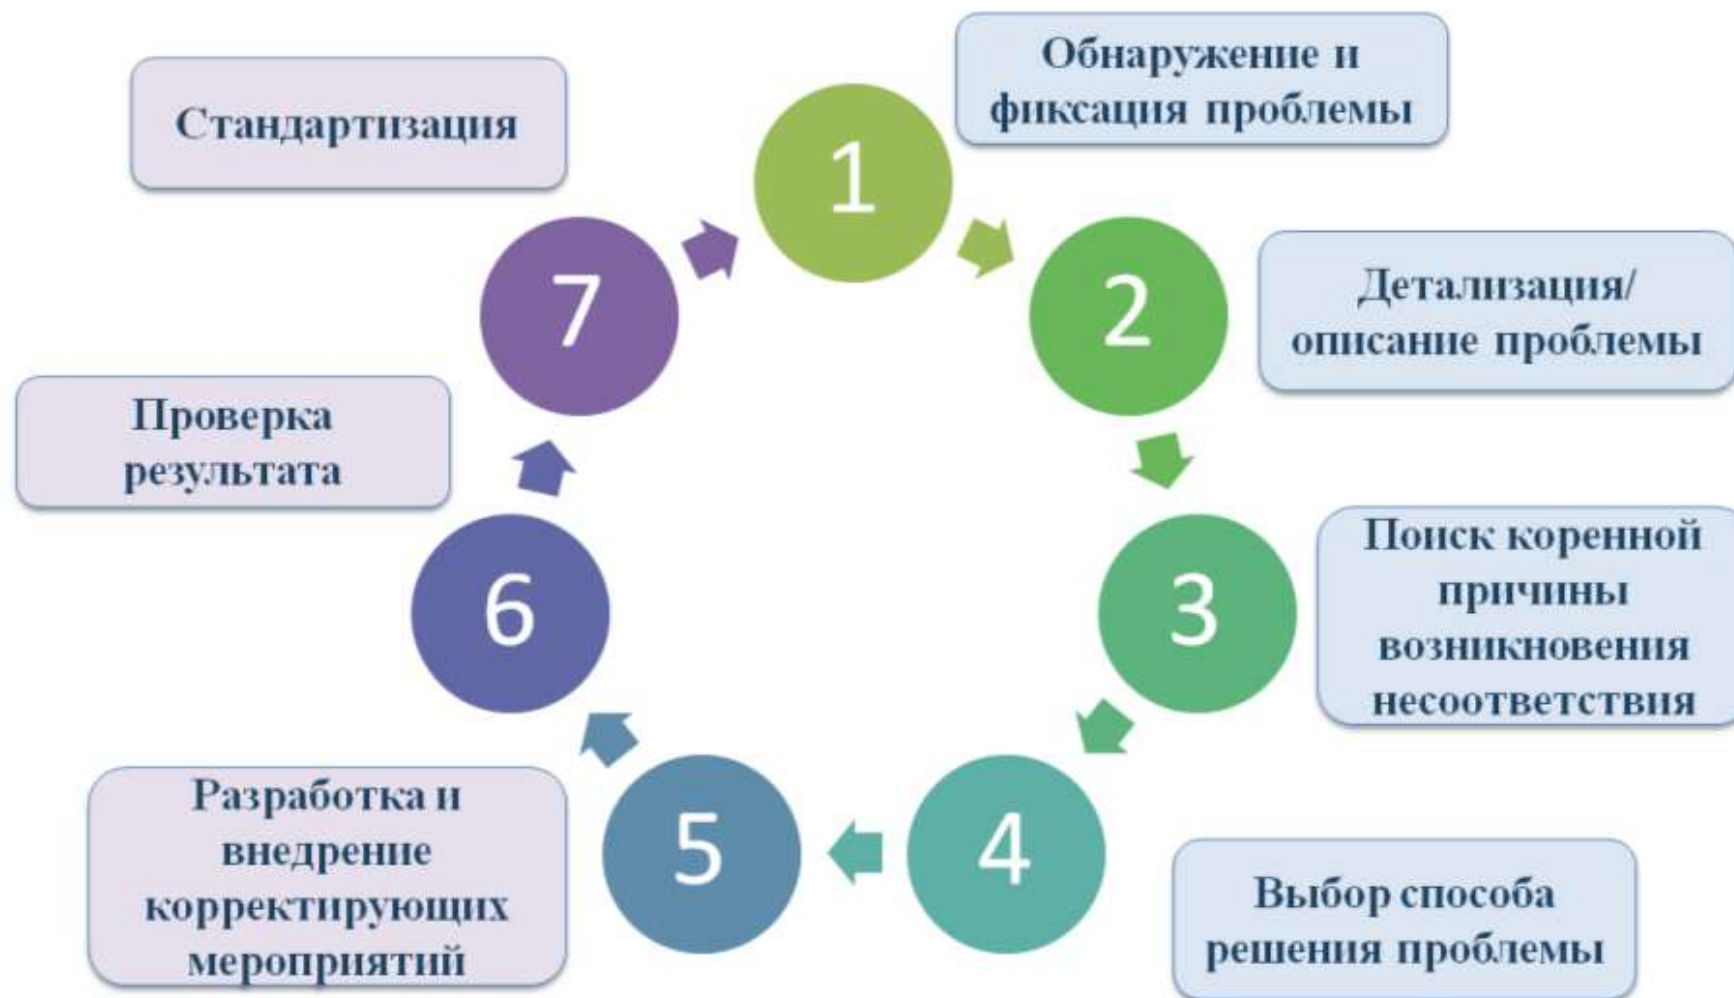 1
Обнаружение и
фиксация проблемы
2
Детализация/
описание проблемы
3
Поиск коренной
причины
возникновения
несоответствия
4
Выбор способа
решения проблемы
5
Разработка и
внедрение
корректирующих
мероприятий
6
Проверка
результата
7
Стандартизация